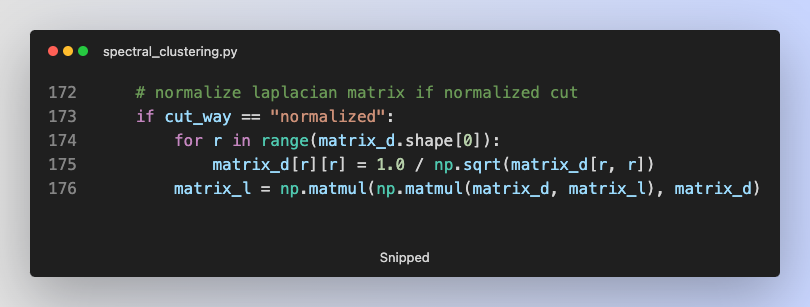 spectral_clustering.py
172 # normalize laplacian matrix if normalized cut
173 if cut_way == "normalized":
174 for r in range(matrix_d.shape[0]):
175 matrix_d[r][r] = 1.0 / np.sqrt(matrix_d[r, r])
176 matrix_l = np.matmul(np.matmul(matrix_d, matrix_l), matrix_d)
Snipped